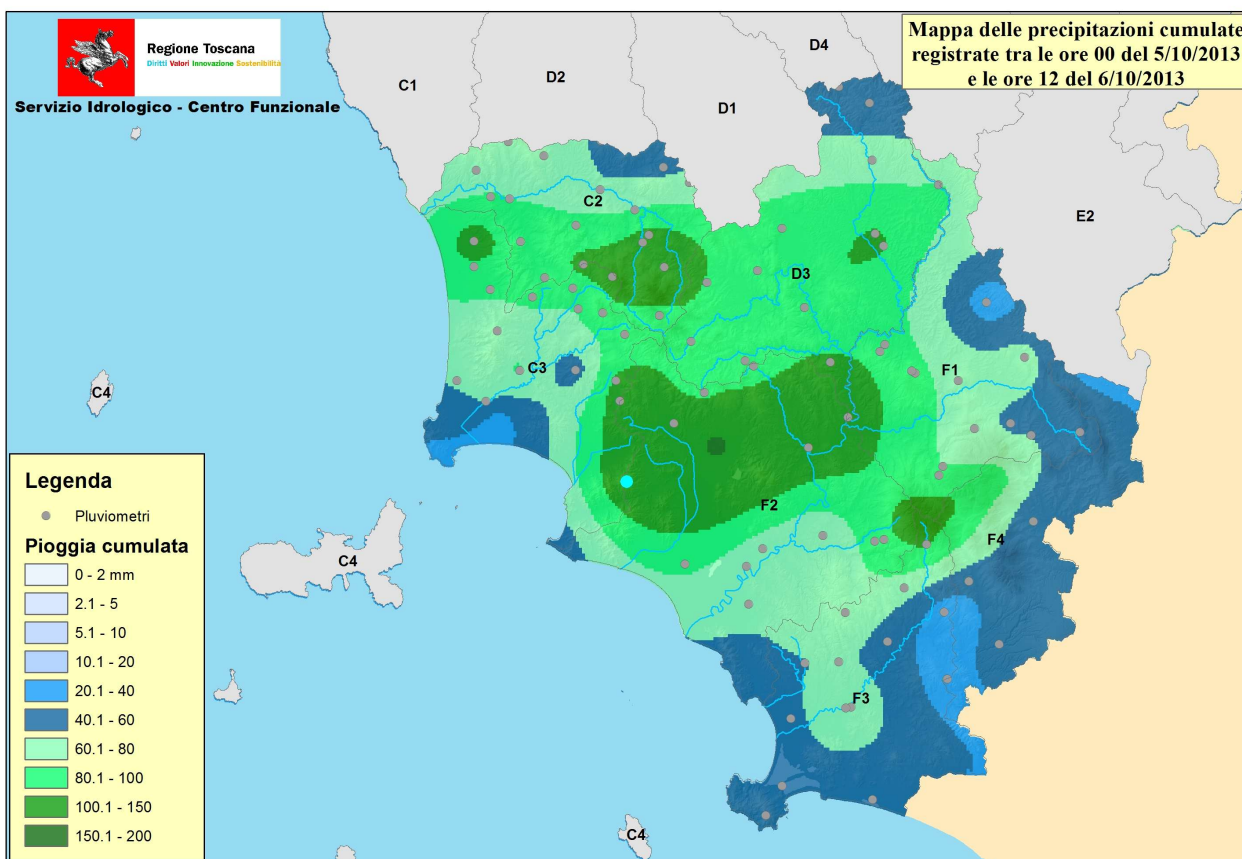 Regione Toscana
Diritti Valori Innovazione Sostenibilità
Servizio Idrologico - Centro Funzionale
Mappa delle precipitazioni cumulate
registrate tra le ore 00 del 5/10/2013
e le ore 12 del 6/10/2013
D4
C1
D2
D1
C2
E2
D3
C3
F1
C4
F2
F4
C4
F3
C4
Legenda
Pluviometri
Pioggia cumulata
0 - 2 mm
2.1 - 5
5.1 - 10
10.1 - 20
20.1 - 40
40.1 - 60
60.1 - 80
80.1 - 100
100.1 - 150
150.1 - 200